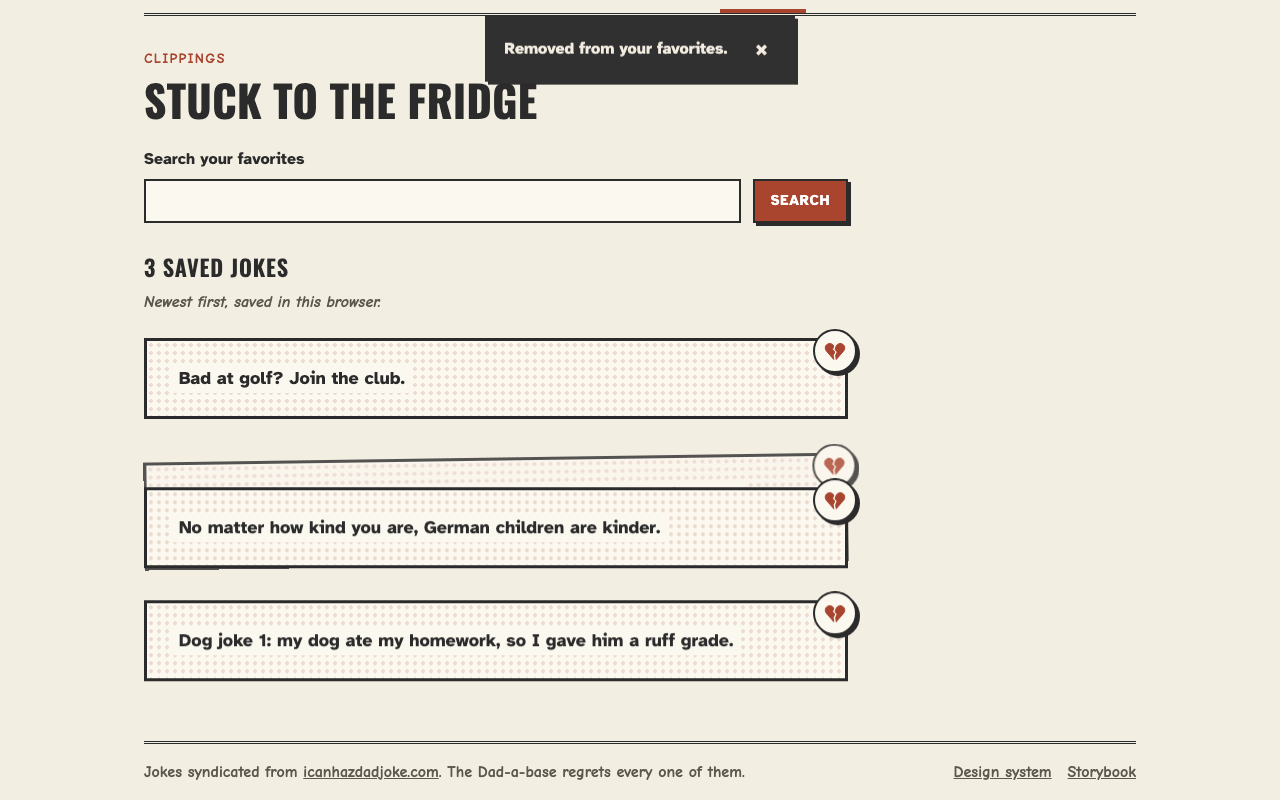 Removed from your favorites. ×
CLIPPINGS
STUCK TO THE FRIDGE
Search your favorites
SEARCH
3 SAVED JOKES
Newest first, saved in this browser.
Bad at golf? Join the club.
No matter how kind you are, German children are kinder.
Dog joke 1: my dog ate my homework, so I gave him a ruff grade.
Jokes syndicated from icanhazdadjoke.com. The Dad-a-base regrets every one of them.
Design system Storybook